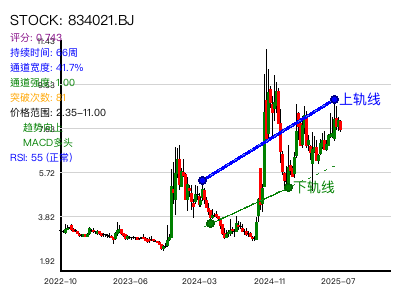 STOCK: 834021.BJ
评分: 0.743
11.43
持续时间: 66周
通道宽度: 41.7%
通道强度: 1.00
突破次数: 91
价格范围: 2.35-11.00
趋势向上
MACD多头
RSI: 55 (正常)
上轨线
下轨线
5.72
3.82
1.92
2022-10
2023-06
2024-03
2024-11
2025-07